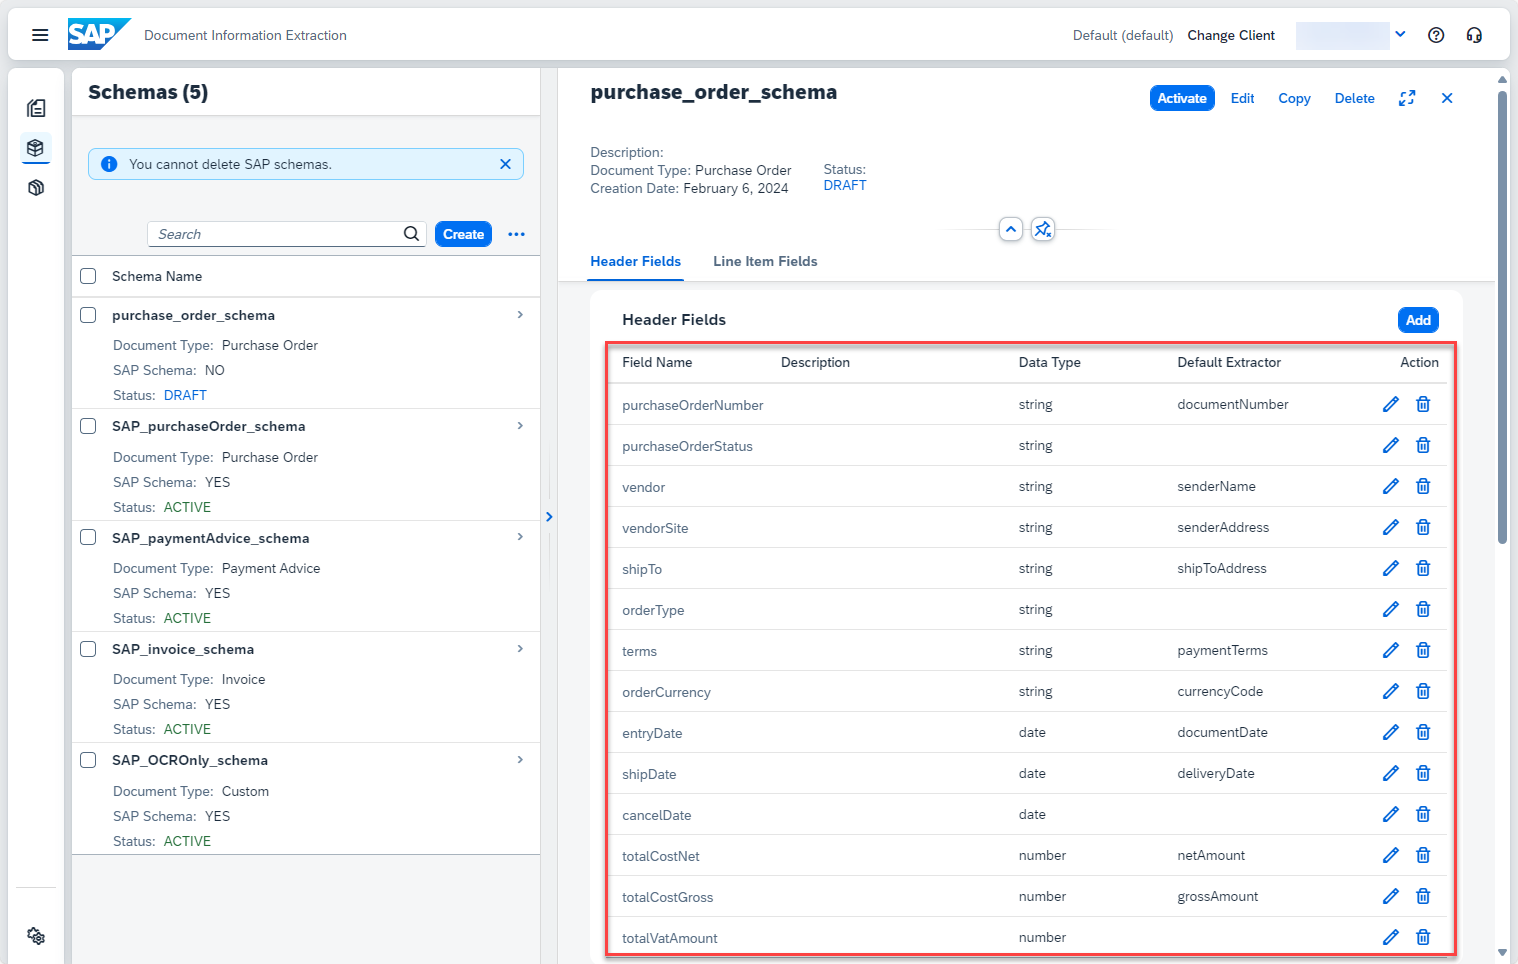 SAP Document Information Extraction Default (default) Change Client
Schemas (5)
You cannot delete SAP schemas.
Search Create
Schema Name
purchase_order_schema
Document Type: Purchase Order
SAP Schema: NO
Status: DRAFT
SAP_purchaseOrder_schema
Document Type: Purchase Order
SAP Schema: YES
Status: ACTIVE
SAP_paymentAdvice_schema
Document Type: Payment Advice
SAP Schema: YES
Status: ACTIVE
SAP_invoice_schema
Document Type: Invoice
SAP Schema: YES
Status: ACTIVE
SAP_OCROnly_schema
Document Type: Custom
SAP Schema: YES
Status: ACTIVE
purchase_order_schema
Activate Edit Copy Delete
Description:
Document Type: Purchase Order
Creation Date: February 6, 2024
Status:
DRAFT
Header Fields Line Item Fields
Header Fields Add
Field Name Description Data Type Default Extractor Action
purchaseOrderNumber string documentNumber
purchaseOrderStatus string
vendor string senderName
vendorSite string senderAddress
shipTo string shipToAddress
orderType string
terms string paymentTerms
orderCurrency string currencyCode
entryDate date documentDate
shipDate date deliveryDate
cancelDate date
totalCostNet number netAmount
totalCostGross number grossAmount
totalVatAmount number